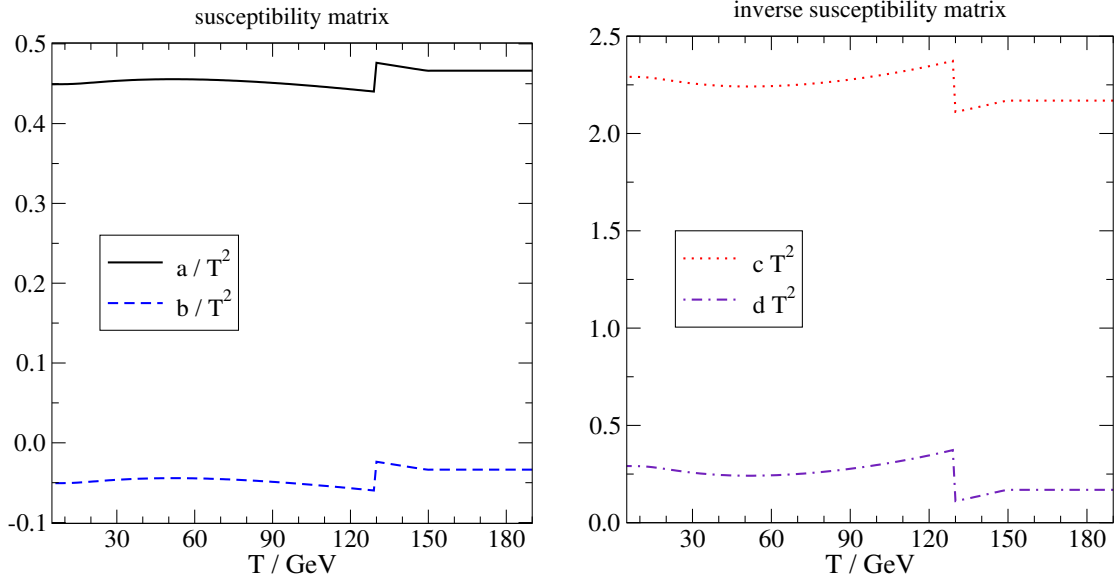 susceptibility matrix
0.5
0.4
0.3
0.2
0.1
0.0
-0.1
a / T²
b / T²
30 60 90 120 150 180
T / GeV
inverse susceptibility matrix
2.5
2.0
1.5
1.0
0.5
0.0
c T²
d T²
30 60 90 120 150 180
T / GeV